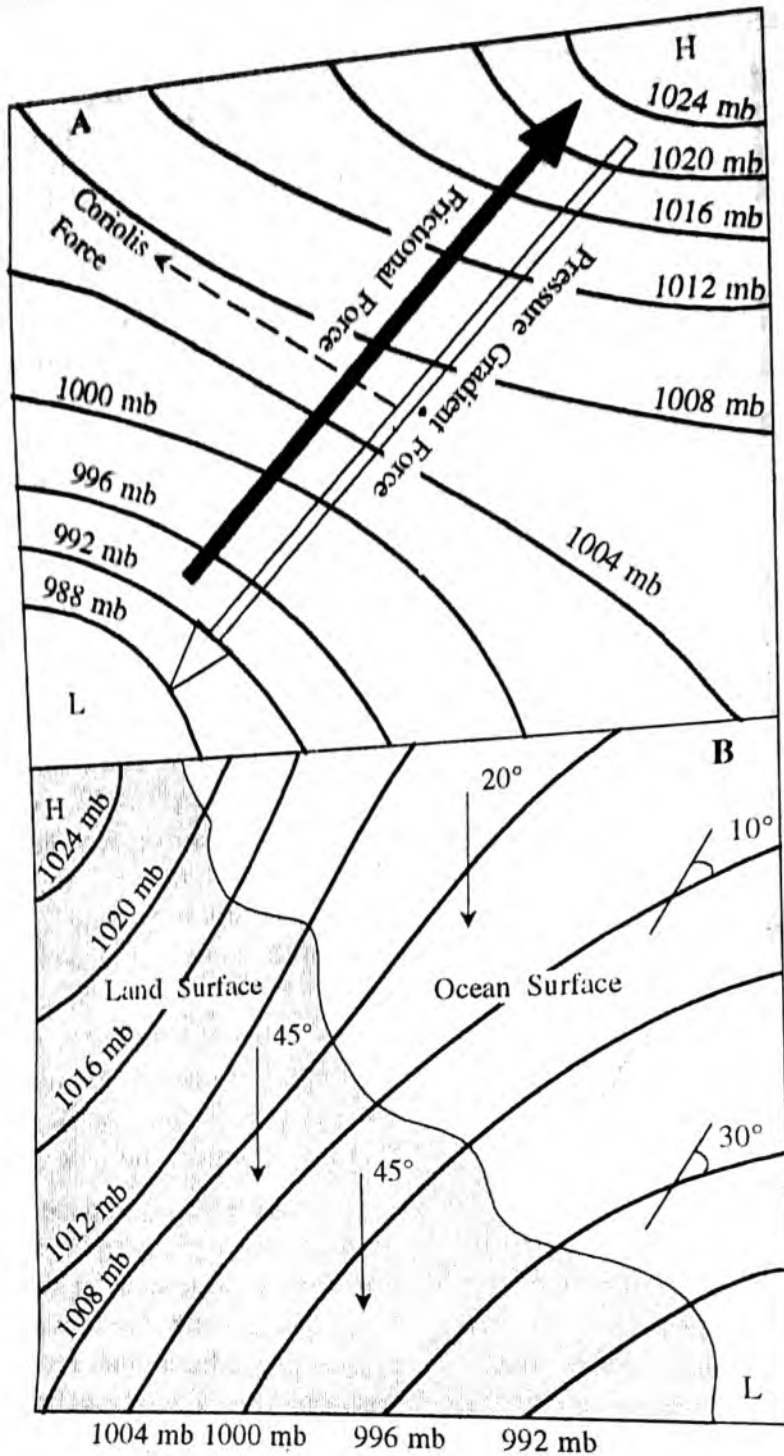 H
1024 mb
A
1020 mb
1016 mb
Coriolis
Force
Frictional Force
Pressure Gradient Force
1012 mb
1000 mb
1008 mb
996 mb
992 mb
1004 mb
988 mb
L
B
H
20°
1024 mb
10°
1020 mb
Land Surface
Ocean Surface
45°
1016 mb
30°
45°
1012 mb
1008 mb
L
1004 mb 1000 mb 996 mb 992 mb